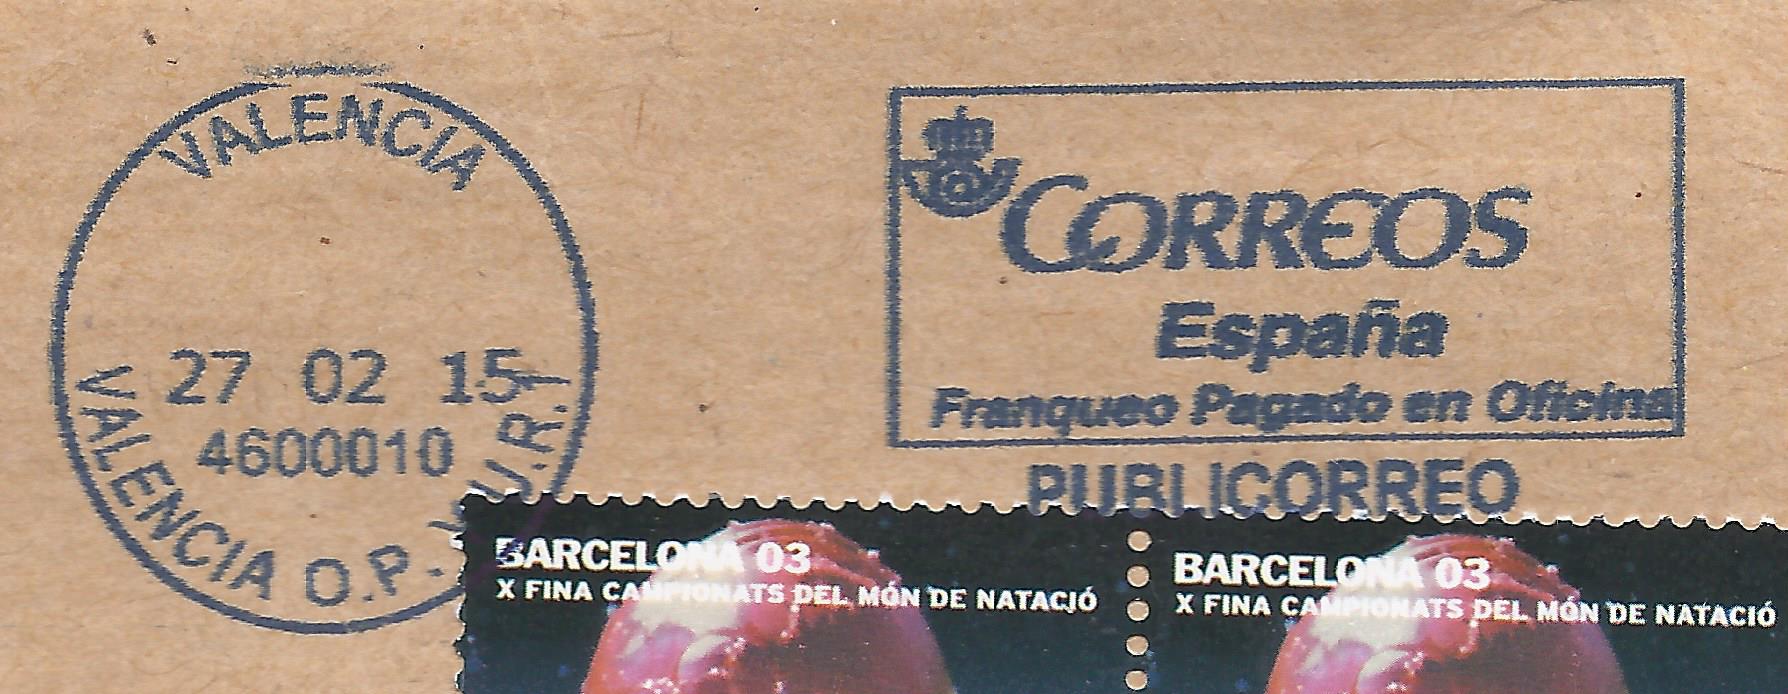 VALENCIA
27 02 15
4600010
VALENCIA O.P.
U.R.1
CORREOS
España
Franqueo Pagado en Oficina
PUBLICORREO
BARCELONA 03
X FINA CAMPIONATS DEL MÓN DE NATACIÓ
BARCELONA 03
X FINA CAMPIONATS DEL MÓN DE NATACIÓ